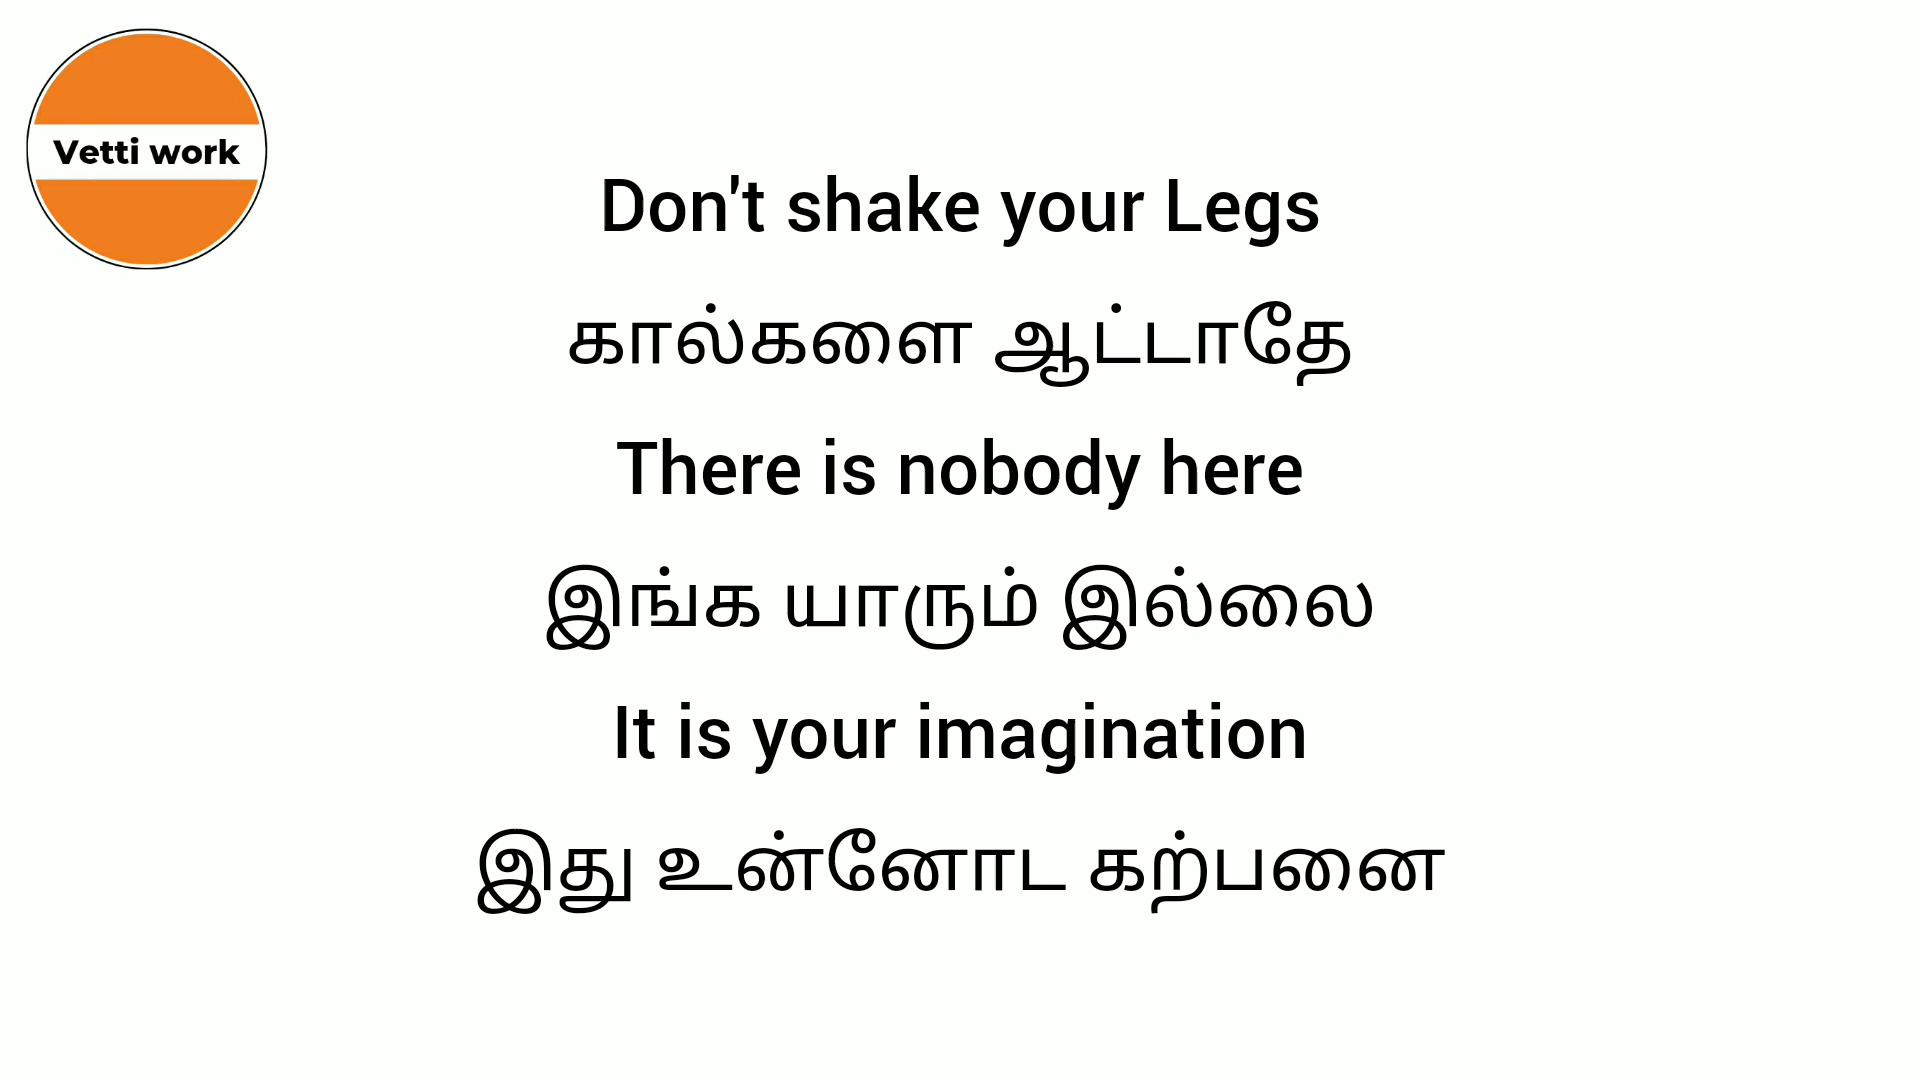 Vetti work
Don't shake your Legs
கால்களை ஆட்டாதே
There is nobody here
இங்க யாரும் இல்லை
It is your imagination
இது உன்னோட கற்பனை